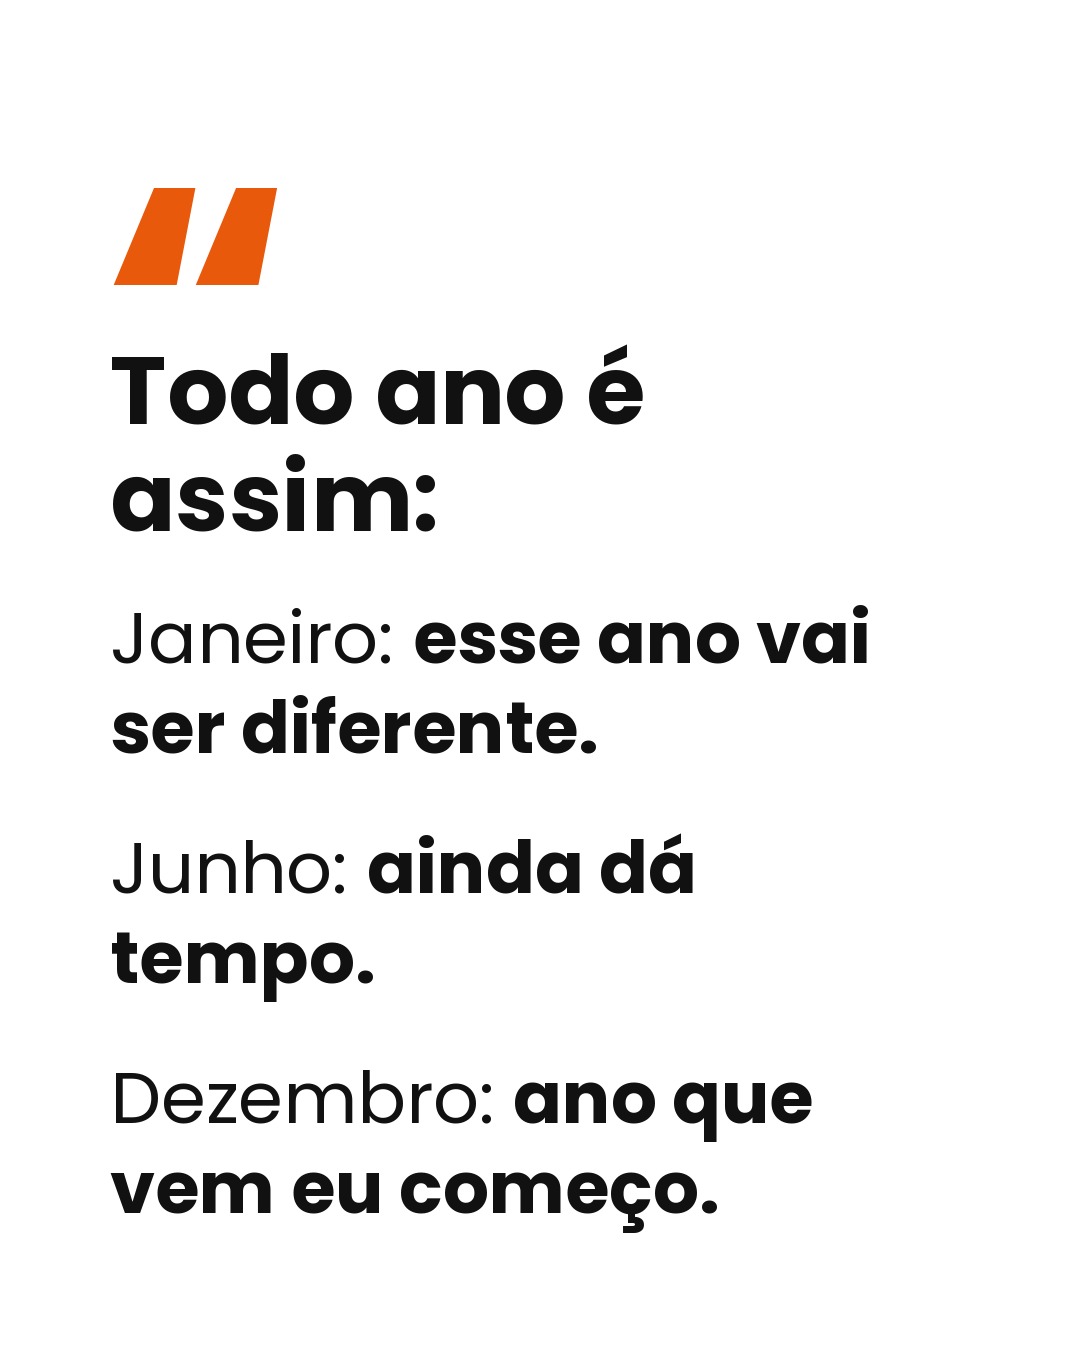 “
Todo ano é
assim:
Janeiro: esse ano vai
ser diferente.
Junho: ainda dá
tempo.
Dezembro: ano que
vem eu começo.